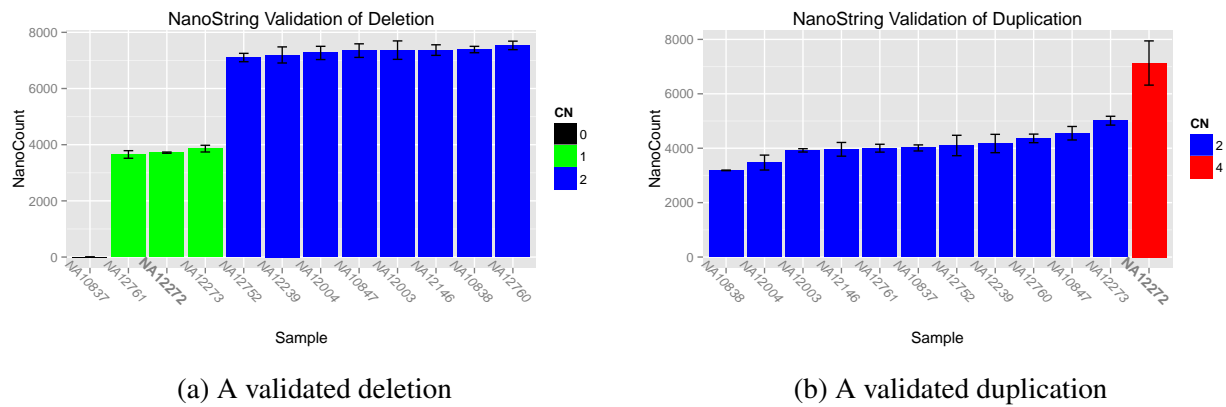 NanoString Validation of Deletion
8000
6000
4000
2000
0
NanoCount
NA10837
NA12761
NA12272
NA12273
NA12752
NA12239
NA12004
NA10847
NA12003
NA12146
NA10838
NA12760
Sample
CN
0
1
2
(a) A validated deletion
NanoString Validation of Duplication
8000
6000
4000
2000
0
NanoCount
NA10838
NA12004
NA12003
NA12146
NA12761
NA10837
NA12752
NA12239
NA12760
NA10847
NA12273
NA12272
Sample
CN
2
4
(b) A validated duplication